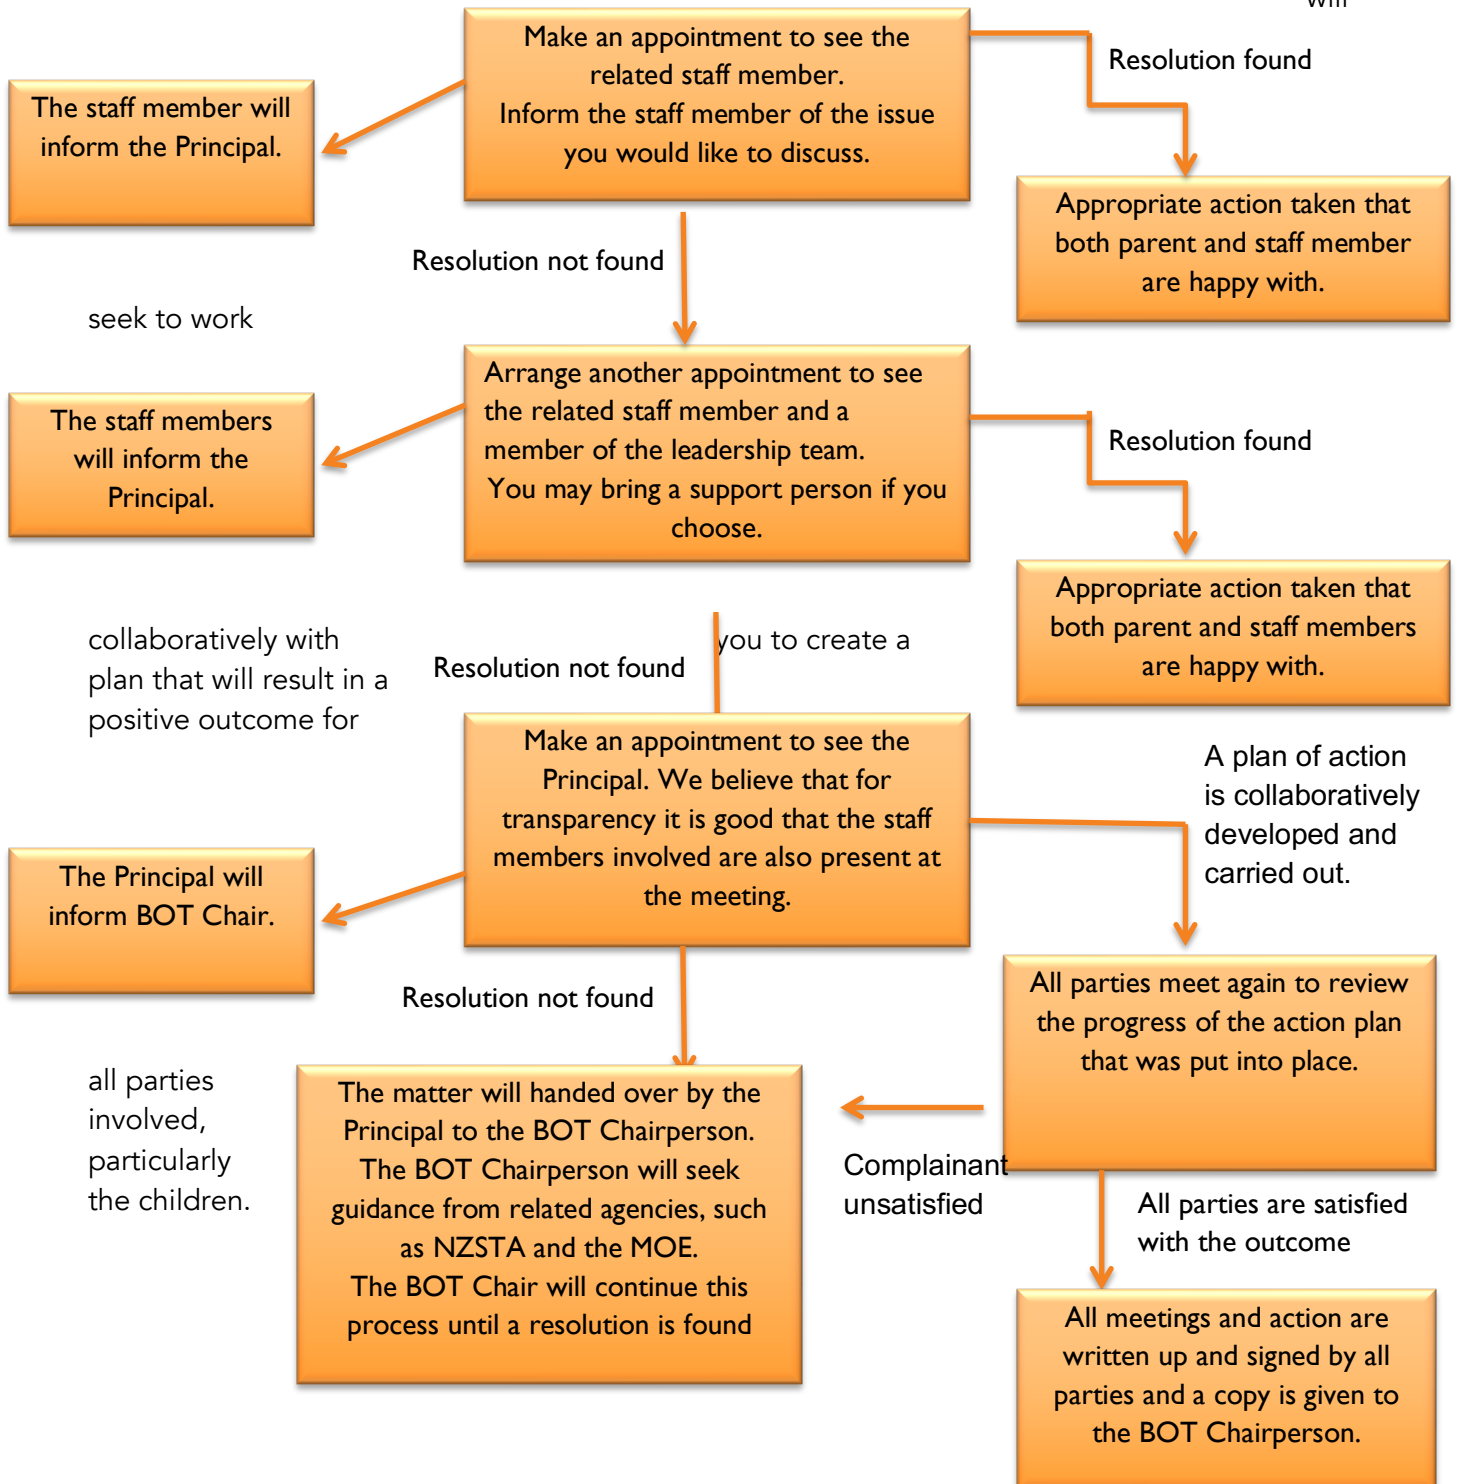 will
Make an appointment to see the
related staff member.
Inform the staff member of the issue
you would like to discuss.
Resolution found
The staff member will
inform the Principal.
Appropriate action taken that
both parent and staff member
are happy with.
Resolution not found
seek to work
Arrange another appointment to see
the related staff member and a
member of the leadership team.
You may bring a support person if you
choose.
The staff members
will inform the
Principal.
Resolution found
Appropriate action taken that
both parent and staff members
are happy with.
collaboratively with
you to create a
Resolution not found
plan that will result in a
positive outcome for
Make an appointment to see the
Principal. We believe that for
transparency it is good that the staff
members involved are also present at
the meeting.
A plan of action
is collaboratively
developed and
carried out.
The Principal will
inform BOT Chair.
Resolution not found
All parties meet again to review
the progress of the action plan
that was put into place.
all parties
involved,
particularly
the children.
The matter will handed over by the
Principal to the BOT Chairperson.
The BOT Chairperson will seek
guidance from related agencies, such
as NZSTA and the MOE.
The BOT Chair will continue this
process until a resolution is found
Complainant
unsatisfied
All parties are satisfied
with the outcome
All meetings and action are
written up and signed by all
parties and a copy is given to
the BOT Chairperson.